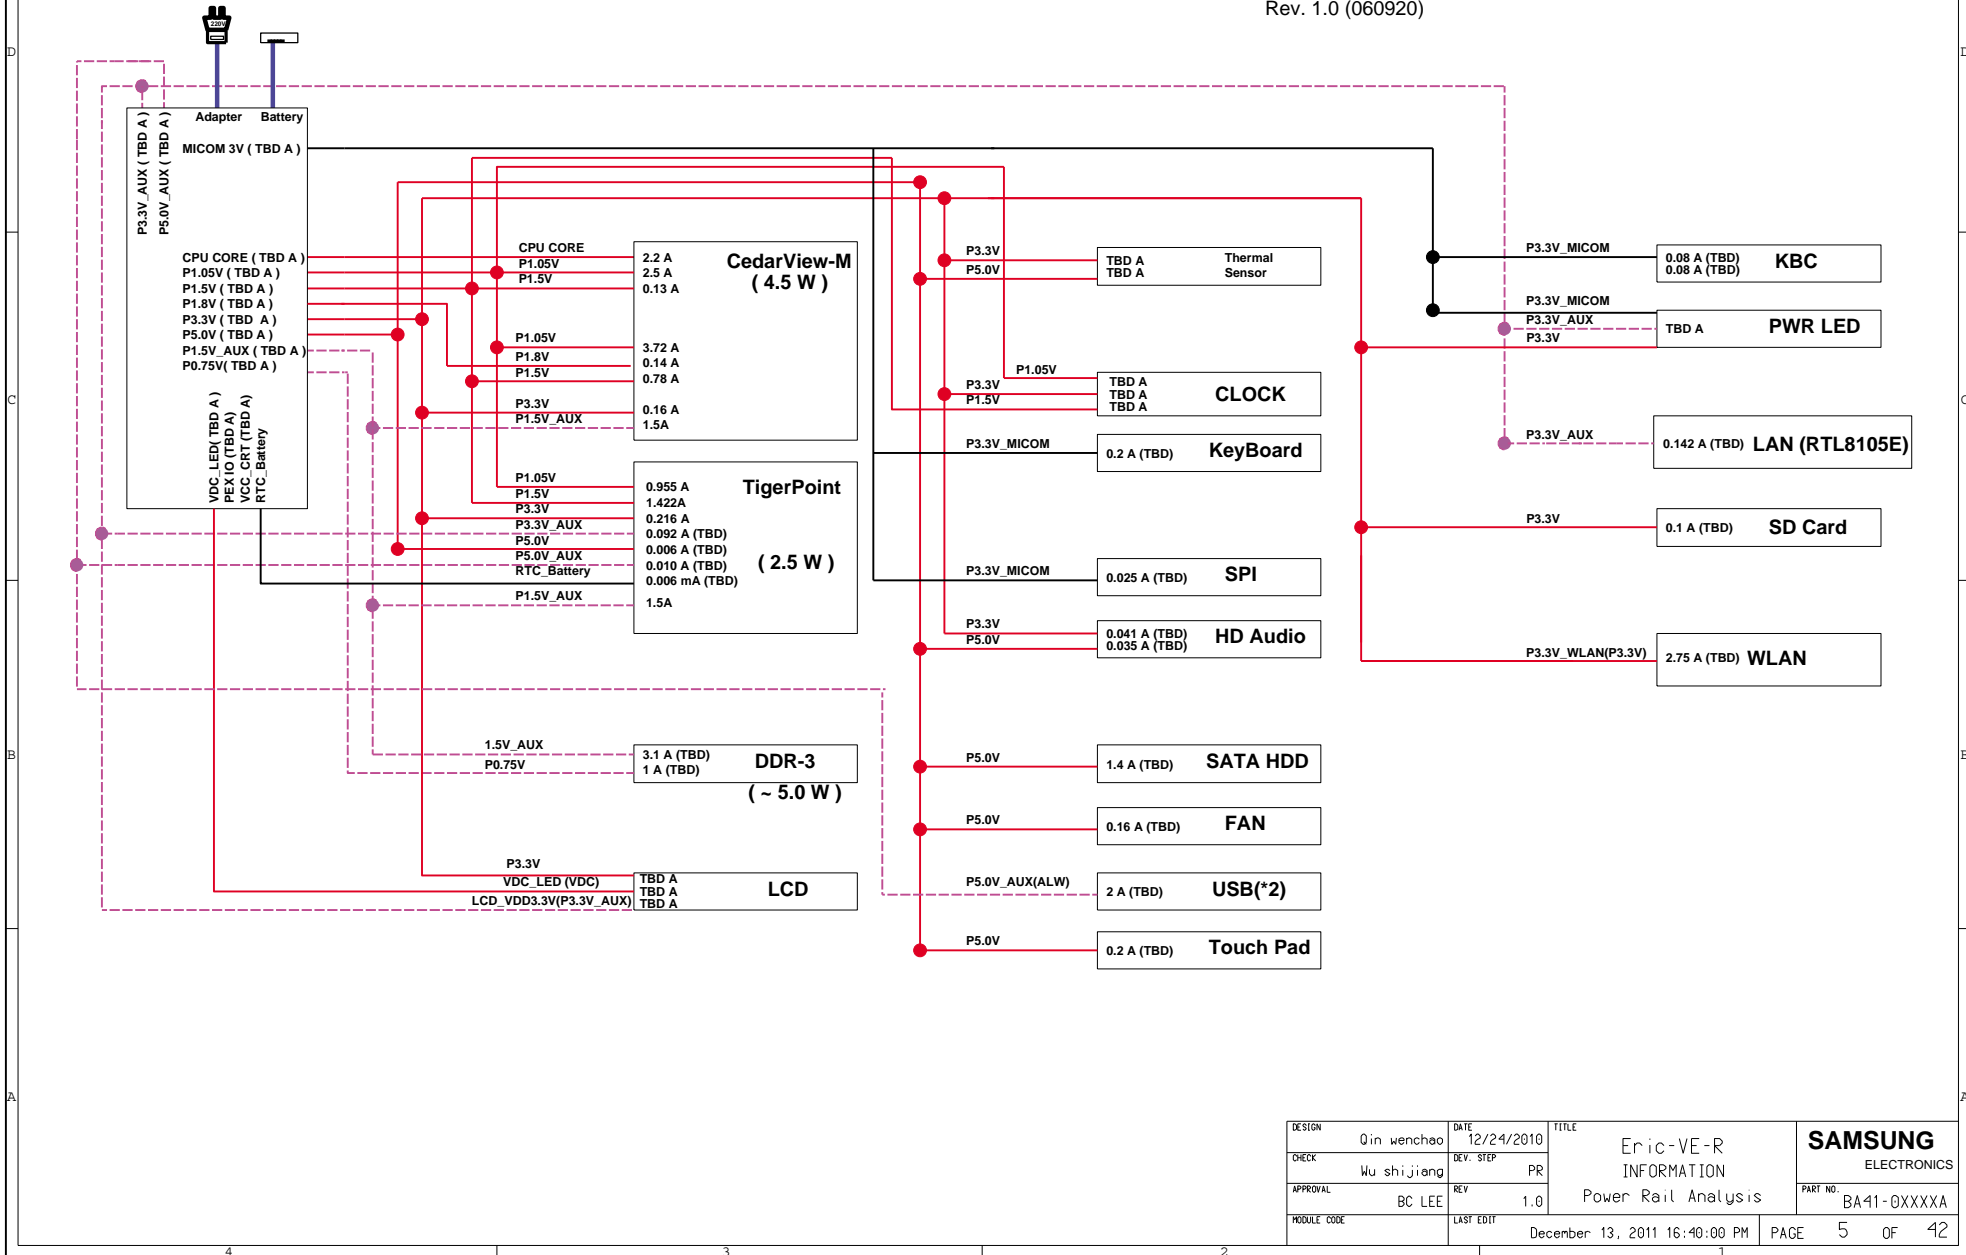 Rev. 1.0 (060920)
220V
D
D
Adapter
Battery
P3.3V_AUX ( TBD A )
P5.0V_AUX ( TBD A )
MICOM 3V ( TBD A )
CPU CORE ( TBD A )
P1.05V ( TBD A )
P1.5V ( TBD A )
P1.8V ( TBD A )
P3.3V ( TBD A )
P5.0V ( TBD A )
P1.5V_AUX ( TBD A )
P0.75V( TBD A )
VDC_LED( TBD A )
PEX IO (TBD A)
VCC_CRT (TBD A)
RTC_Battery
CPU CORE
P1.05V
P1.5V
2.2 A
2.5 A
0.13 A
CedarView-M
( 4.5 W )
P1.05V
P1.8V
P1.5V
3.72 A
0.14 A
0.78 A
P3.3V
P1.5V_AUX
0.16 A
1.5A
P1.05V
P1.5V
P3.3V
P3.3V_AUX
P5.0V
P5.0V_AUX
RTC_Battery
P1.5V_AUX
0.955 A
1.422A
0.216 A
0.092 A (TBD)
0.006 A (TBD)
0.010 A (TBD)
0.006 mA (TBD)
1.5A
TigerPoint
( 2.5 W )
1.5V_AUX
P0.75V
3.1 A (TBD)
1 A (TBD)
DDR-3
( ~ 5.0 W )
P3.3V
VDC_LED (VDC)
LCD_VDD3.3V(P3.3V_AUX)
TBD A
TBD A
TBD A
LCD
P3.3V
P5.0V
TBD A
TBD A
Thermal
Sensor
P1.05V
P3.3V
P1.5V
TBD A
TBD A
TBD A
CLOCK
P3.3V_MICOM
0.2 A (TBD)
KeyBoard
P3.3V_MICOM
0.025 A (TBD)
SPI
P3.3V
P5.0V
0.041 A (TBD)
0.035 A (TBD)
HD Audio
P5.0V
1.4 A (TBD)
SATA HDD
P5.0V
0.16 A (TBD)
FAN
P5.0V_AUX(ALW)
2 A (TBD)
USB(*2)
P5.0V
0.2 A (TBD)
Touch Pad
P3.3V_MICOM
0.08 A (TBD)
0.08 A (TBD)
KBC
P3.3V_MICOM
P3.3V_AUX
P3.3V
TBD A
PWR LED
P3.3V_AUX
0.142 A (TBD)
LAN (RTL8105E)
P3.3V
0.1 A (TBD)
SD Card
P3.3V_WLAN(P3.3V)
2.75 A (TBD)
WLAN
C
C
B
B
A
A
DESIGN
Qin wenchao
DATE
12/24/2010
TITLE
Eric-VE-R
INFORMATION
Power Rail Analysis
SAMSUNG
ELECTRONICS
CHECK
Wu shijiang
DEV. STEP
PR
APPROVAL
BC LEE
REV
1.0
PART NO.
BA41-0XXXXA
MODULE CODE
LAST EDIT
December 13, 2011 16:40:00 PM
PAGE 5 OF 42
4
3
2
1